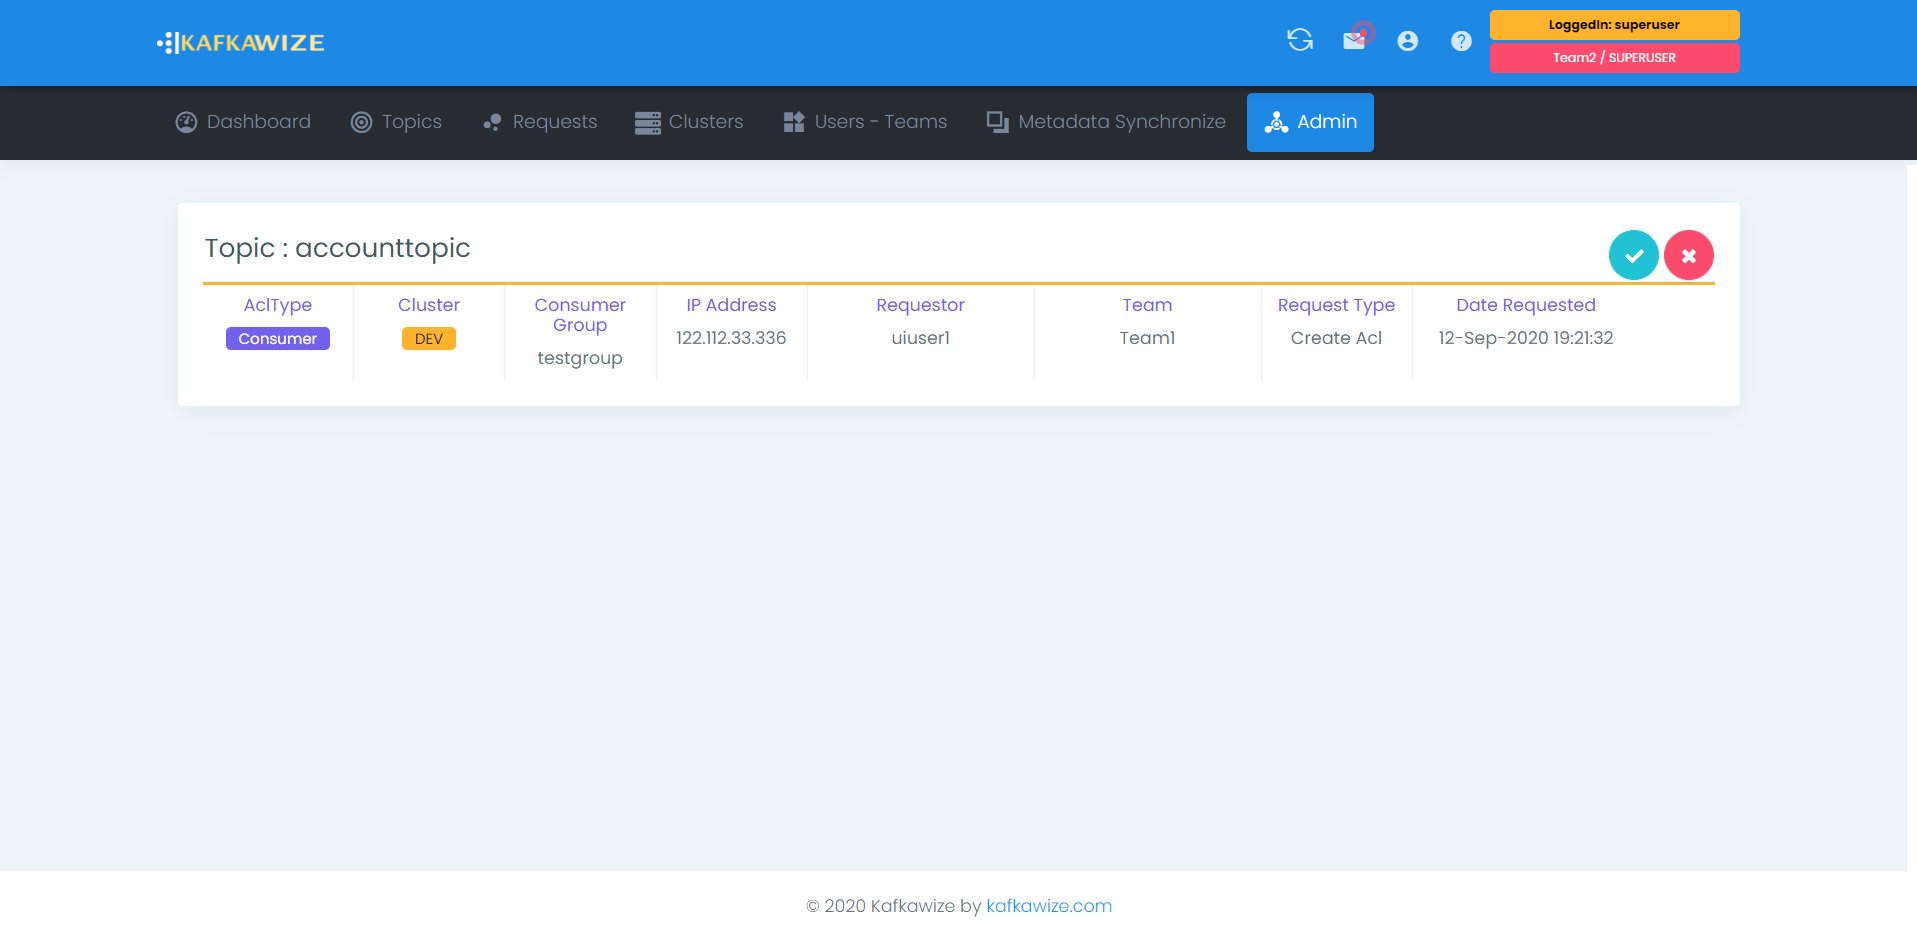 KAFKAWIZE
LoggedIn: superuser
Team2 / SUPERUSER
Dashboard
Topics
Requests
Clusters
Users - Teams
Metadata Synchronize
Admin
Topic : accounttopic
AclType
Consumer
Cluster
DEV
Consumer
Group
testgroup
IP Address
122.112.33.336
Requestor
uiuser1
Team
Team1
Request Type
Create Acl
Date Requested
12-Sep-2020 19:21:32
© 2020 Kafkawize by kafkawize.com